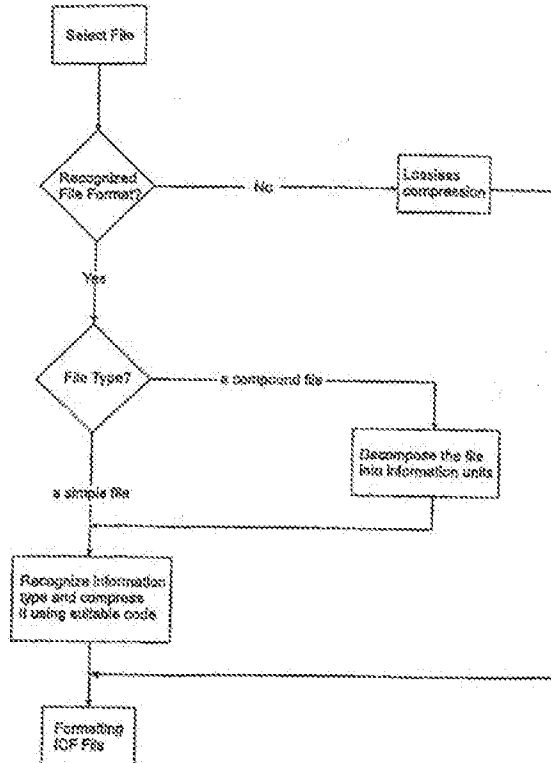 Select File
Recognized
File Format?
No
Lossless
compression
Yes
File Type?
a compound file
Decompose the file
into information units
a simple file
Recognize information
type and compress
it using suitable code
Formatting
File